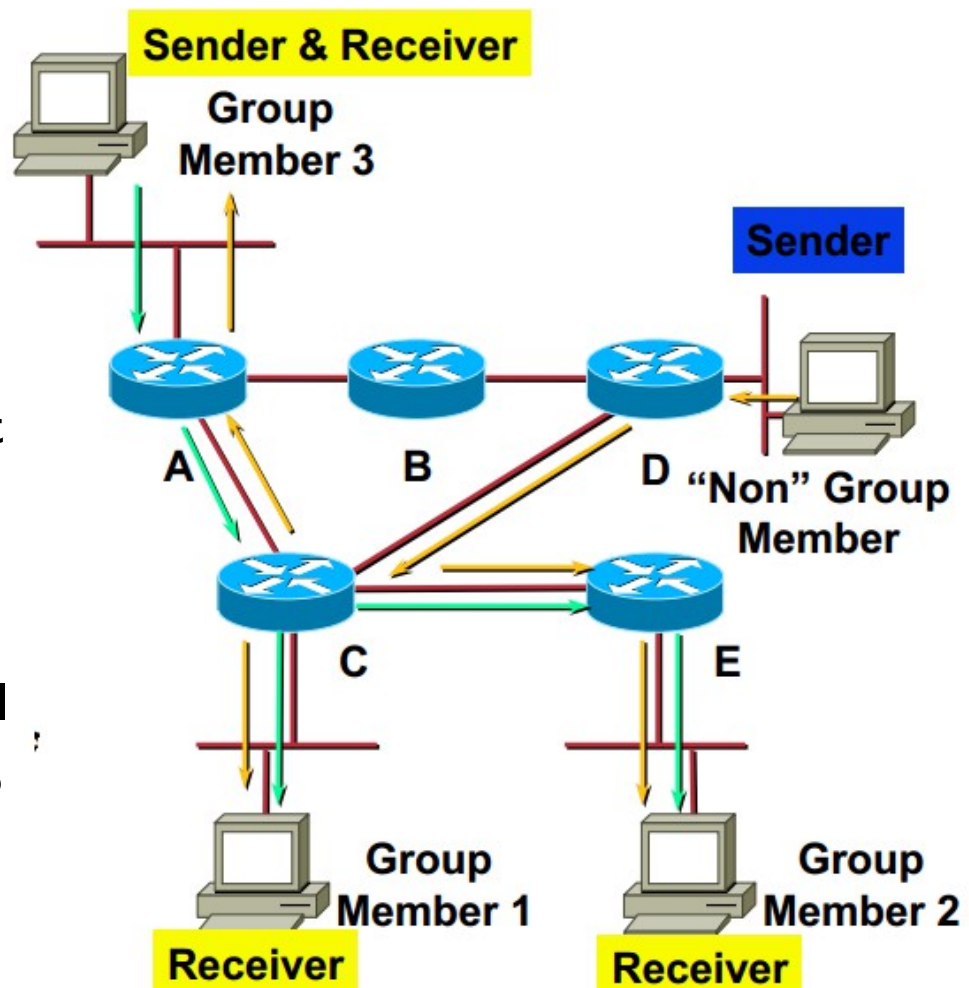 Sender & Receiver
Group
Member 3
Sender
A
B
D
“Non” Group
Member
C
E
Group
Member 1
Receiver
Group
Member 2
Receiver